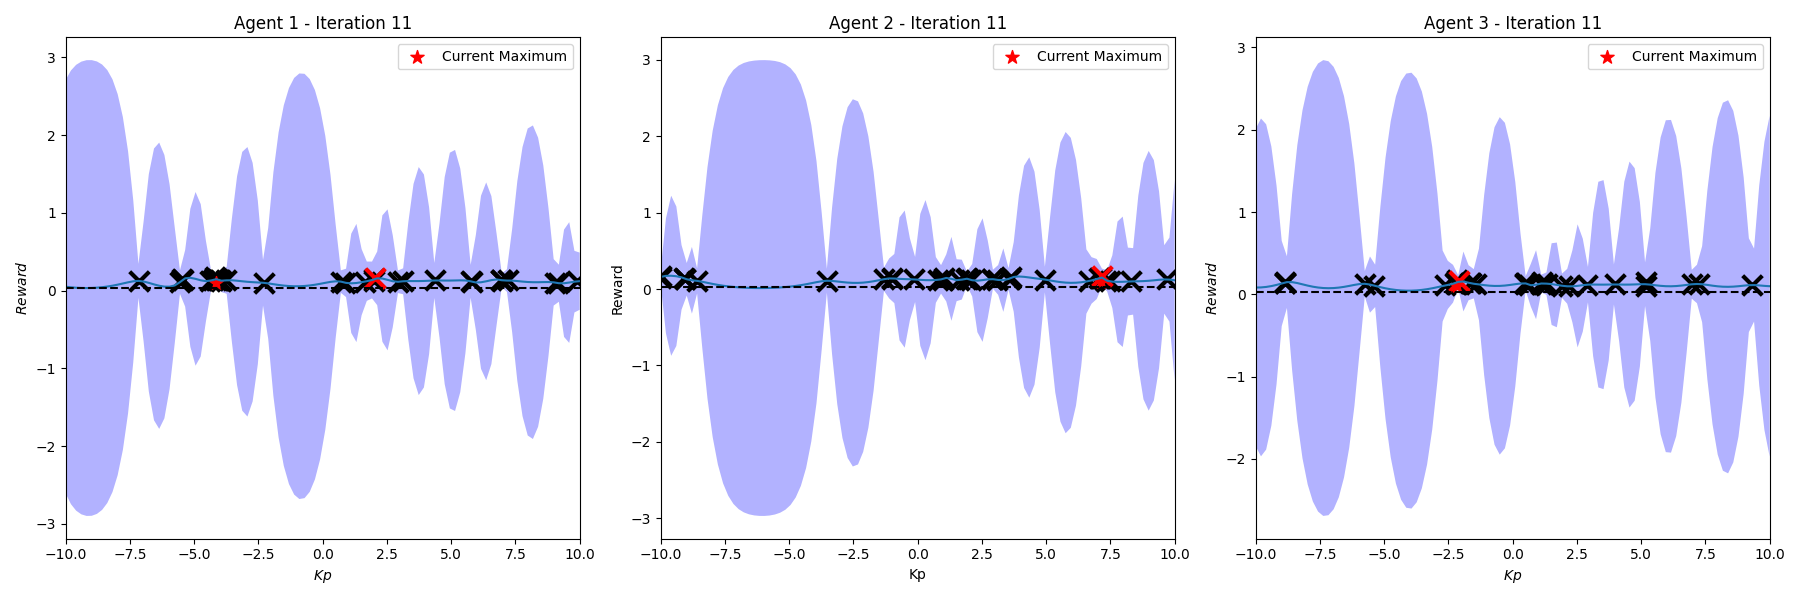 Agent 1 - Iteration 11
Current Maximum
3
2
1
0
−1
−2
−3
Reward
−10.0 −7.5 −5.0 −2.5 0.0 2.5 5.0 7.5 10.0
Kp
Agent 2 - Iteration 11
Current Maximum
3
2
1
0
−1
−2
−3
Reward
−10.0 −7.5 −5.0 −2.5 0.0 2.5 5.0 7.5 10.0
Kp
Agent 3 - Iteration 11
Current Maximum
3
2
1
0
−1
−2
Reward
−10.0 −7.5 −5.0 −2.5 0.0 2.5 5.0 7.5 10.0
Kp